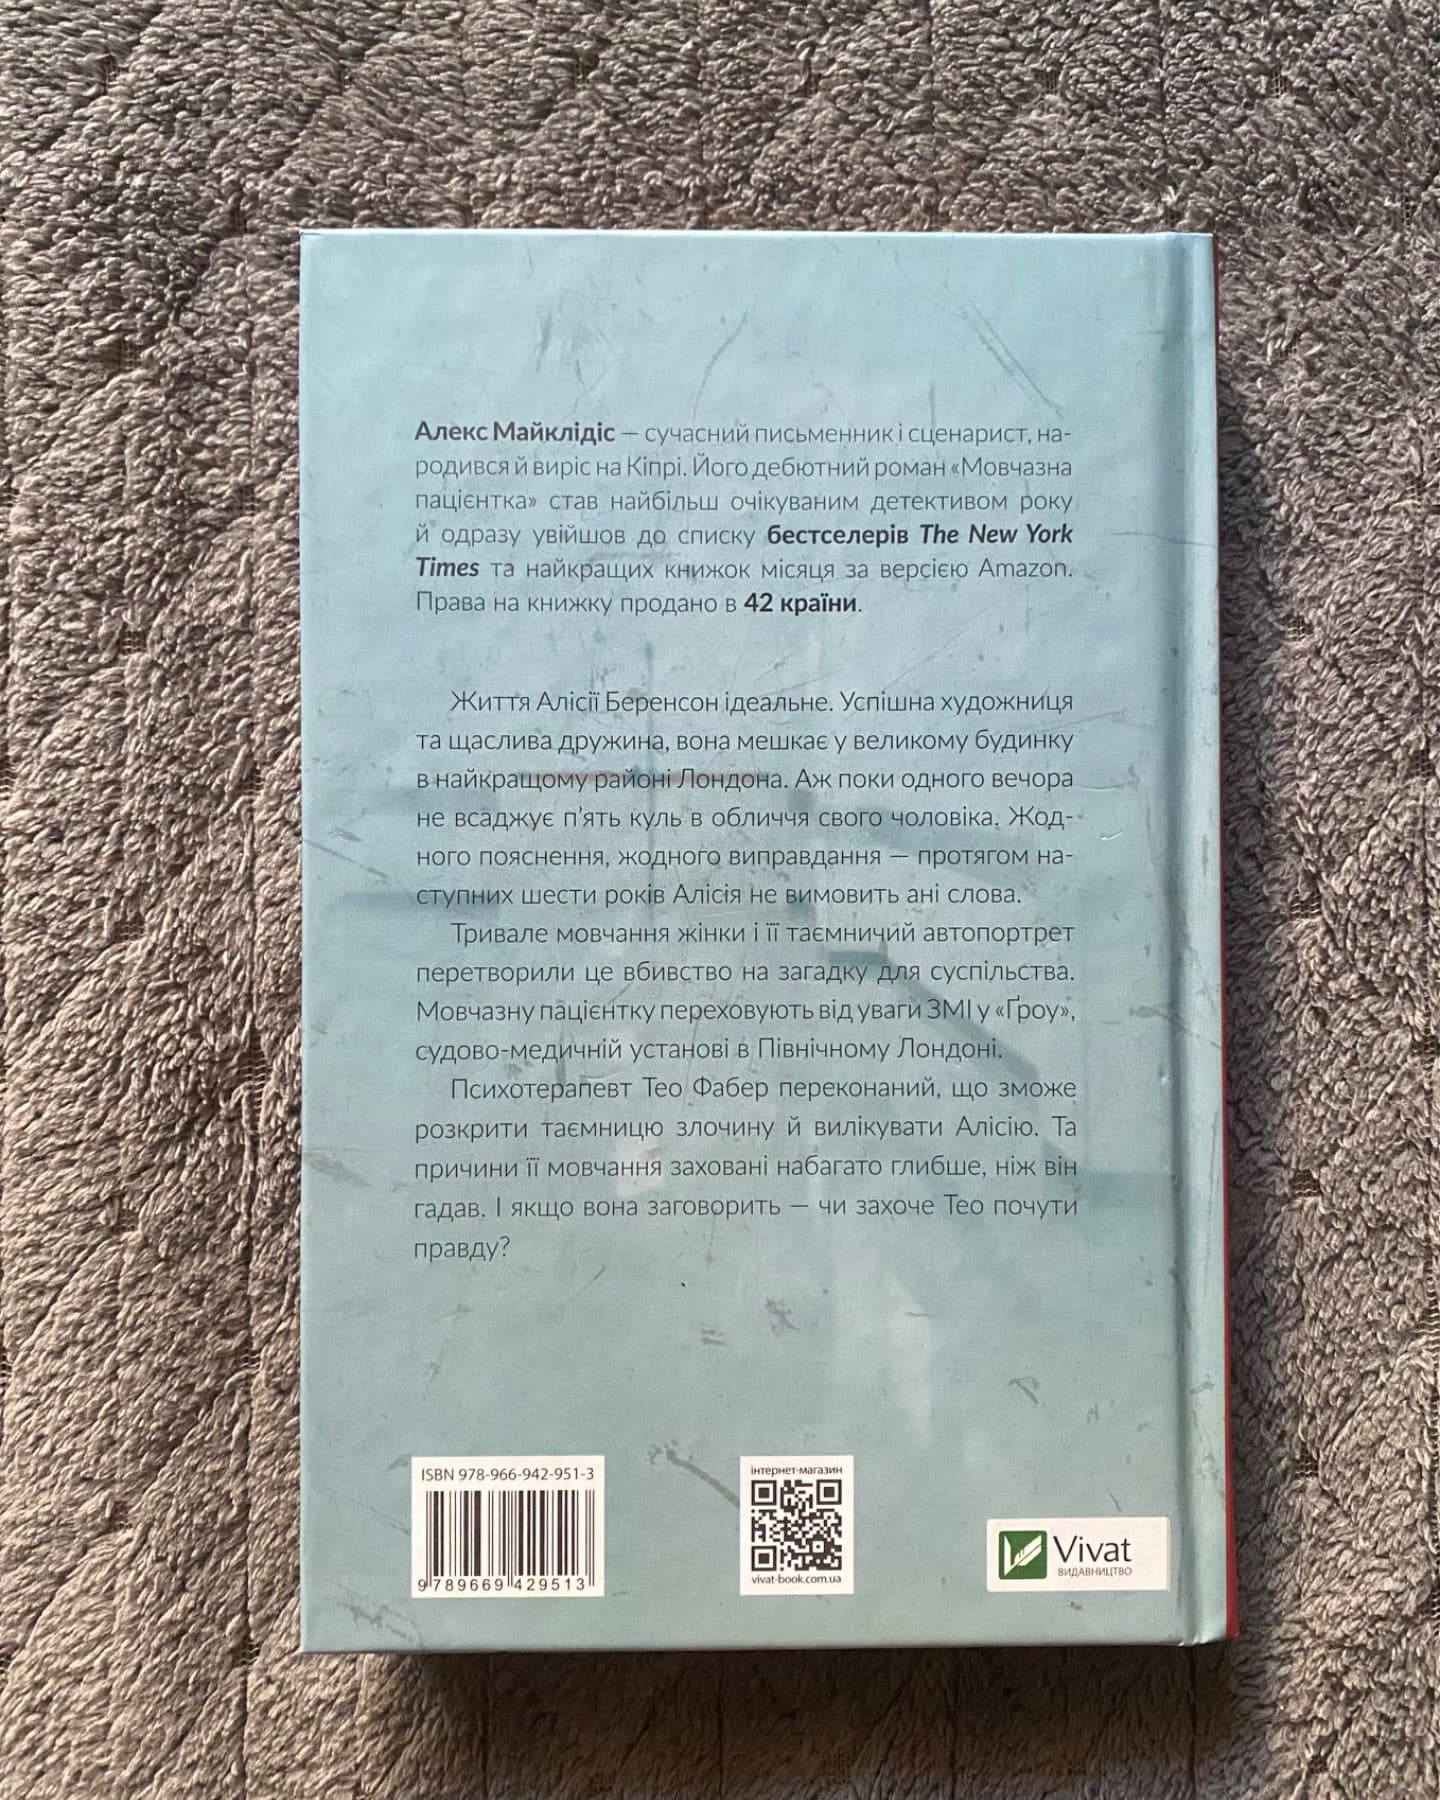 Алекс Майклідіс — сучасний письменник і сценарист, на-
родився й виріс на Кіпрі. Його дебютний роман «Мовчазна
пацієнтка» став найбільш очікуваним детективом року
й одразу увійшов до списку бестселерів The New York
Times та найкращих книжок місяця за версією Amazon.
Права на книжку продано в 42 країни.
Життя Алісії Беренсон ідеальне. Успішна художниця
та щаслива дружина, вона мешкає у великому будинку
в найкращому районі Лондона. Аж поки одного вечора
не всаджує п'ять куль в обличчя свого чоловіка. Жод-
ного пояснення, жодного виправдання — протягом на-
ступних шести років Алісія не вимовить ані слова.
Тривале мовчання жінки і її таємничий автопортрет
перетворили це вбивство на загадку для суспільства.
Мовчазну пацієнтку переховують від уваги ЗМІ у «Ґроу»,
судово-медичній установі в Північному Лондоні.
Психотерапевт Тео Фабер переконаний, що зможе
розкрити таємницю злочину й вилікувати Алісію. Та
причини її мовчання заховані набагато глибше, ніж він
гадав. І якщо вона заговорить — чи захоче Тео почути
правду?
ISBN 978-966-942-951-3
9 789669 429513
інтернет-магазин
vivat-book.com.ua
Vivat
ВИДАВНИЦТВО